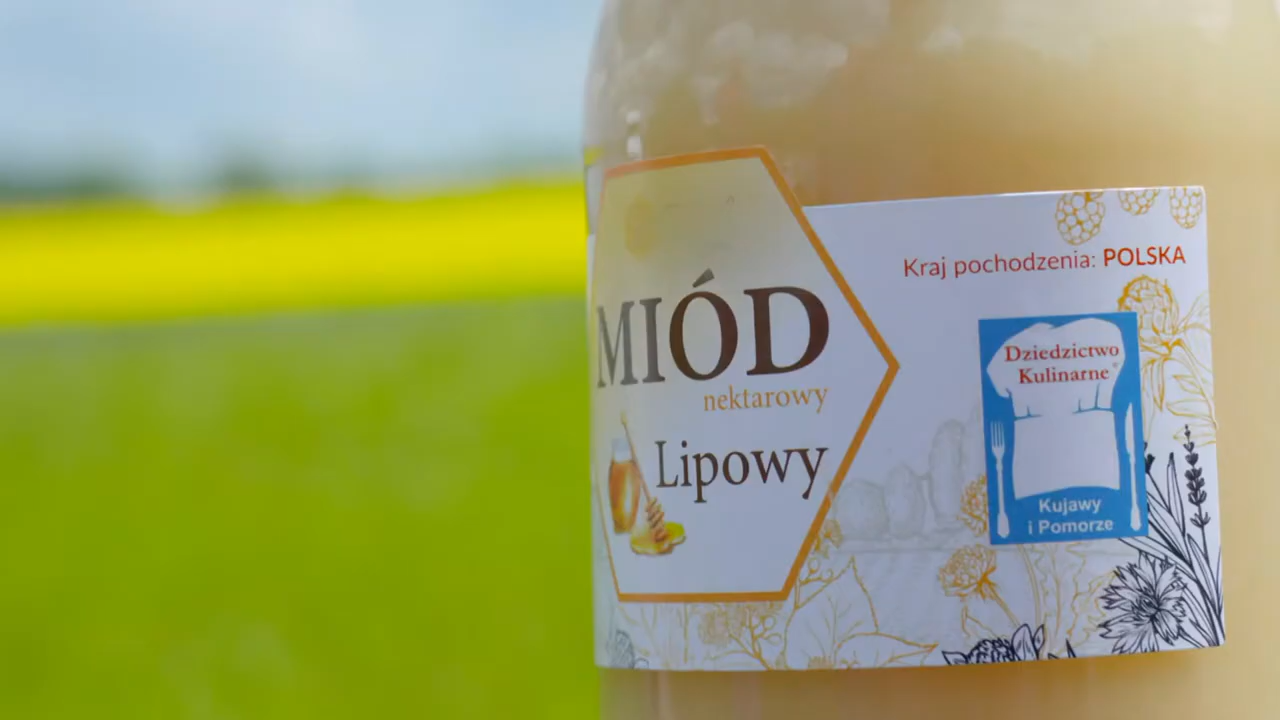 MIÓD
nektarowy
Lipowy
Kraj pochodzenia: POLSKA
Dziedzictwo
Kulinarne
Kujawy
i Pomorze